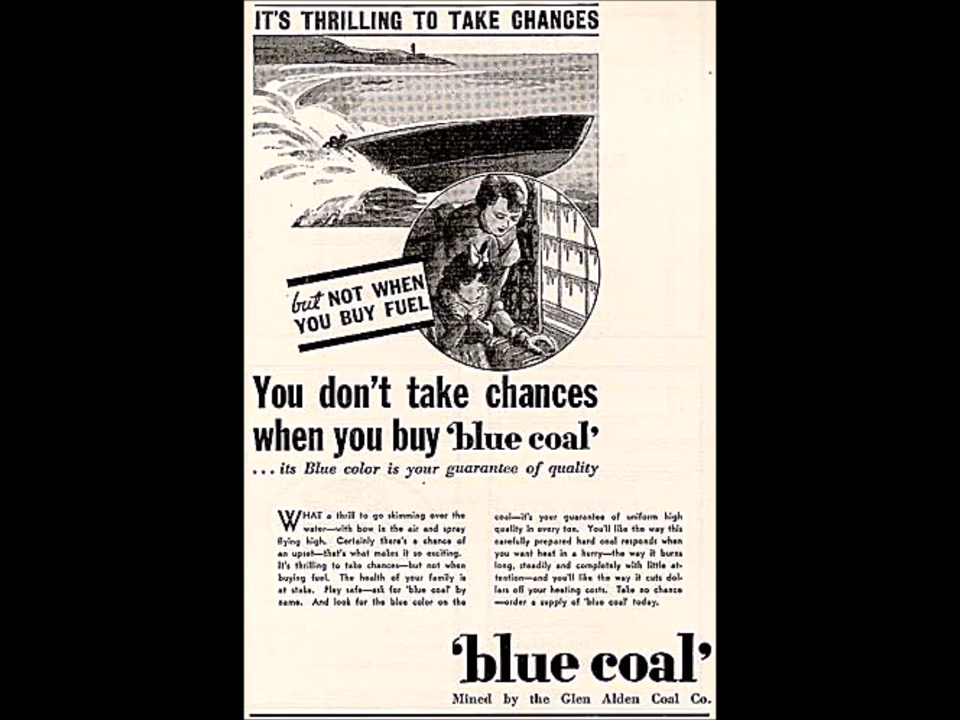 IT'S THRILLING TO TAKE CHANCES
but NOT WHEN
YOU BUY FUEL
You don't take chances
when you buy 'blue coal'
...its Blue color is your guarantee of quality
WHAT a thrill to go skimming over the
water—with bow in the air and spray
flying high. Certainly there's a chance of
an upset—that's what makes it so exciting.
It's thrilling to take chances—but not when
buying fuel. The health of your family is
at stake. Play safe—ask for 'blue coal' by
name. And look for the blue color on the
coal—it's your guarantee of uniform high
quality in every ton. You'll like the way this
carefully prepared hard coal responds when
you want heat in a hurry—the way it burns
long, steadily and completely with little at-
tention—and you'll like the way it cuts dol-
lars off your heating costs. Take no chance
—order a supply of 'blue coal' today.
'blue coal'
Mined by the Glen Alden Coal Co.